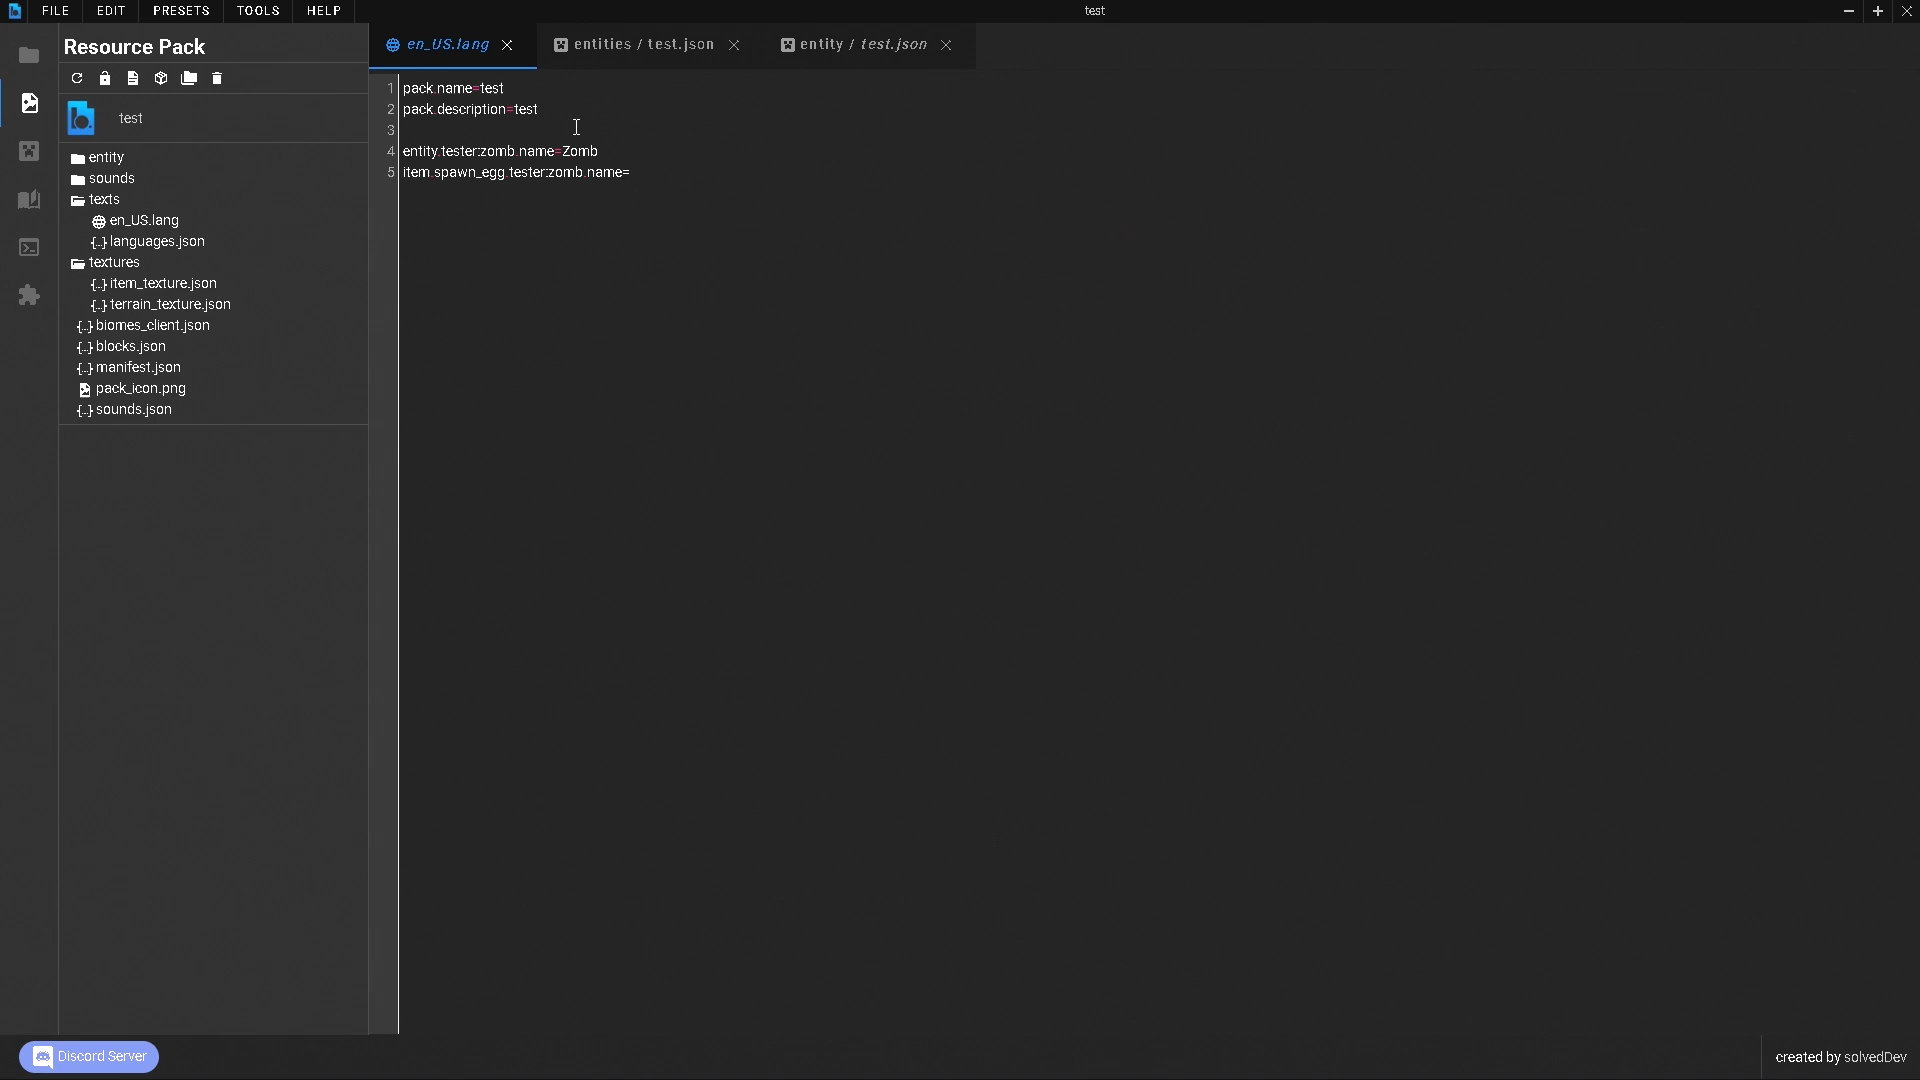 FILE EDIT PRESETS TOOLS HELP test
Resource Pack
test
entity
sounds
texts
en_US.lang
{..} languages.json
textures
{..} item_texture.json
{..} terrain_texture.json
{..} biomes_client.json
{..} blocks.json
{..} manifest.json
pack_icon.png
{..} sounds.json
en_US.lang entities / test.json entity / test.json
1 pack.name=test
2 pack.description=test
3
4 entity.tester:zomb.name=Zomb
5 item.spawn_egg.tester:zomb.name=
Discord Server
created by solvedDev